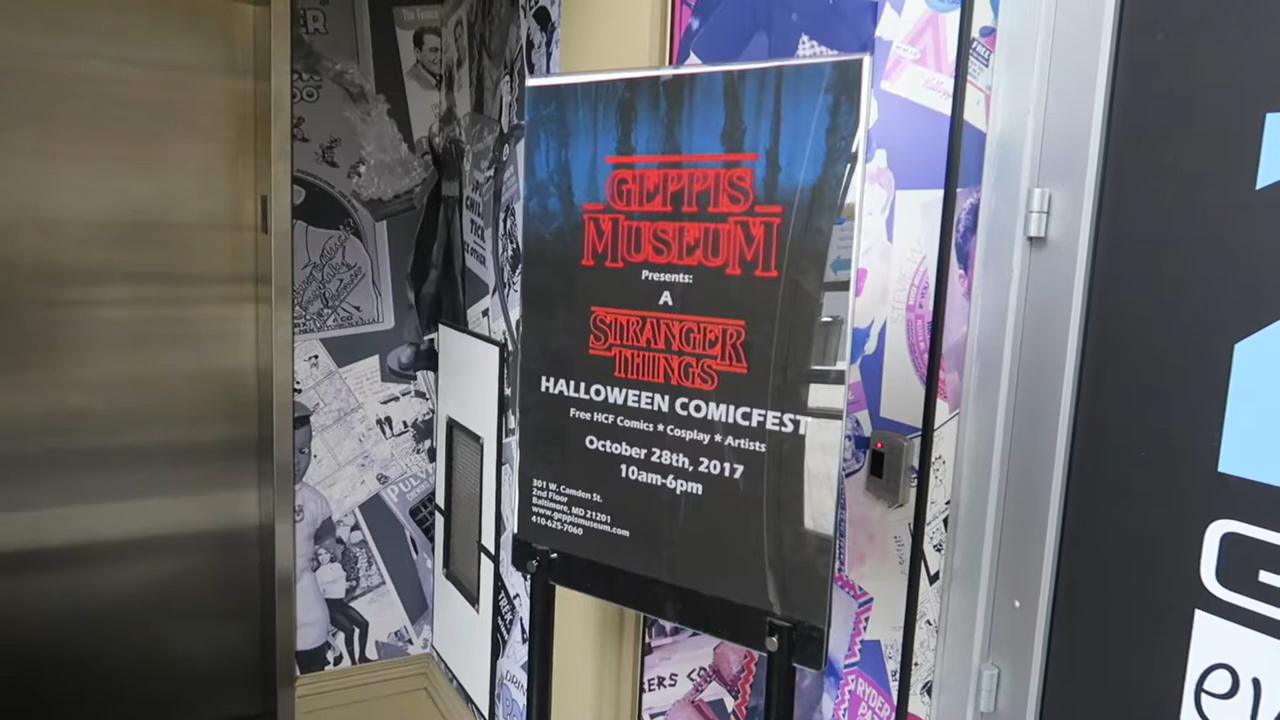 GEPPIS
MUSEUM
Presents:
A
STRANGER
THINGS
HALLOWEEN COMICFEST
Free HCF Comics * Cosplay * Artists
October 28th, 2017
10am-6pm
301 W. Camden St.
2nd Floor
Baltimore, MD 21201
www.geppismuseum.com
410-625-7060